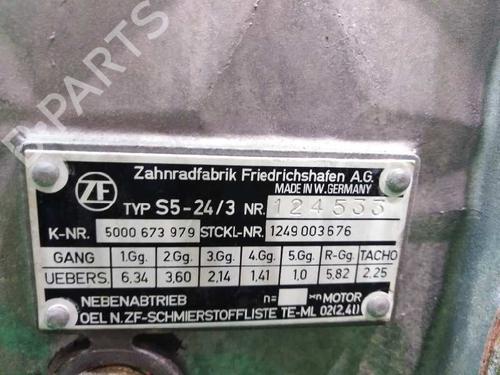 B-PARTS
ZF
Zahnradfabrik Friedrichshafen A.G.
MADE IN W. GERMANY
TYP S5-24/3 NR. 124533
K-NR. 5000 673 979 STCKL-NR. 1249 003 676
GANG 1.Gg. 2.Gg. 3.Gg. 4.Gg. 5.Gg. R-Gg. TACHO
UEBERS. 6,34 3,60 2,14 1,41 1,0 5,82 2,25
NEBENABTRIEB n= ×n MOTOR
OEL N. ZF-SCHMIERSTOFFLISTE TE-ML 02(2,4l)